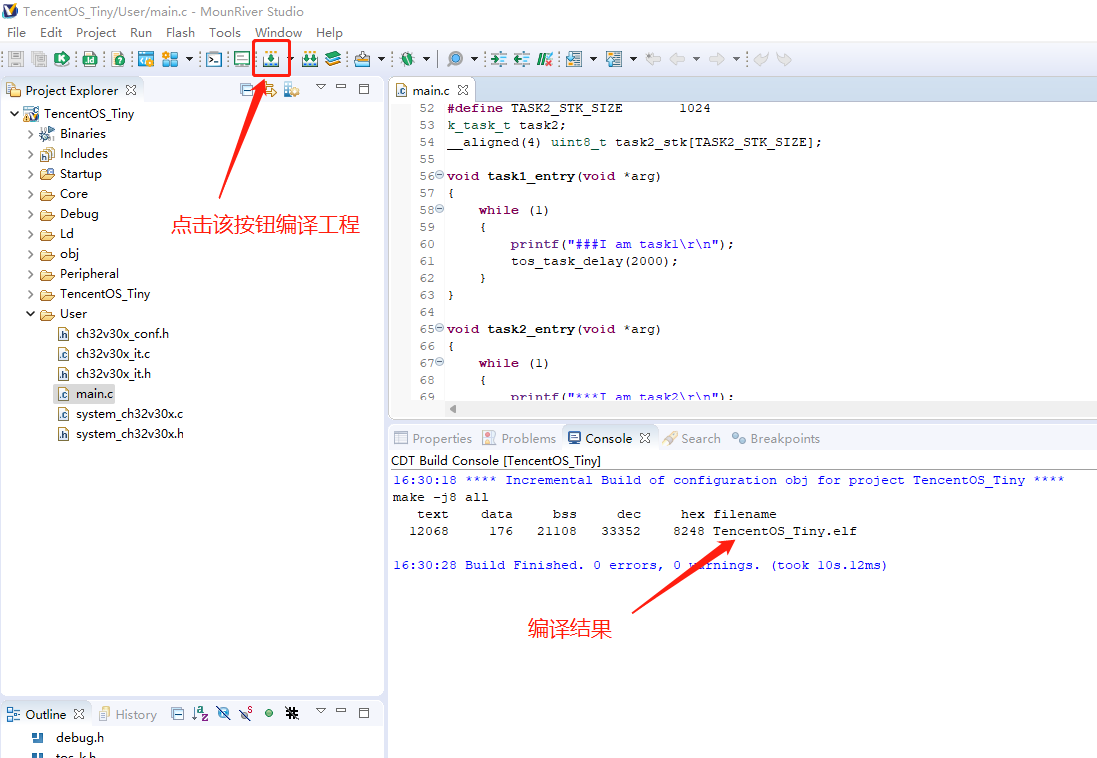 TencentOS_Tiny/User/main.c - MounRiver Studio
File Edit Project Run Flash Tools Window Help
Project Explorer
TencentOS_Tiny
Binaries
Includes
Startup
Core
Debug
Ld
obj
Peripheral
TencentOS_Tiny
User
ch32v30x_conf.h
ch32v30x_it.c
ch32v30x_it.h
main.c
system_ch32v30x.c
system_ch32v30x.h
点击该按钮编译工程
main.c
52 #define TASK2_STK_SIZE 1024
53 k_task_t task2;
54 __aligned(4) uint8_t task2_stk[TASK2_STK_SIZE];
55
56 void task1_entry(void *arg)
57 {
58 while (1)
59 {
60 printf("###I am task1\r\n");
61 tos_task_delay(2000);
62 }
63 }
64
65 void task2_entry(void *arg)
66 {
67 while (1)
68 {
69 printf("***I am task2\r\n");
Properties Problems Console Search Breakpoints
CDT Build Console [TencentOS_Tiny]
16:30:18 **** Incremental Build of configuration obj for project TencentOS_Tiny ****
make -j8 all
text data bss dec hex filename
12068 176 21108 33352 8248 TencentOS_Tiny.elf
16:30:28 Build Finished. 0 errors, 0 warnings. (took 10s.12ms)
编译结果
Outline History
debug.h
tos_k.h